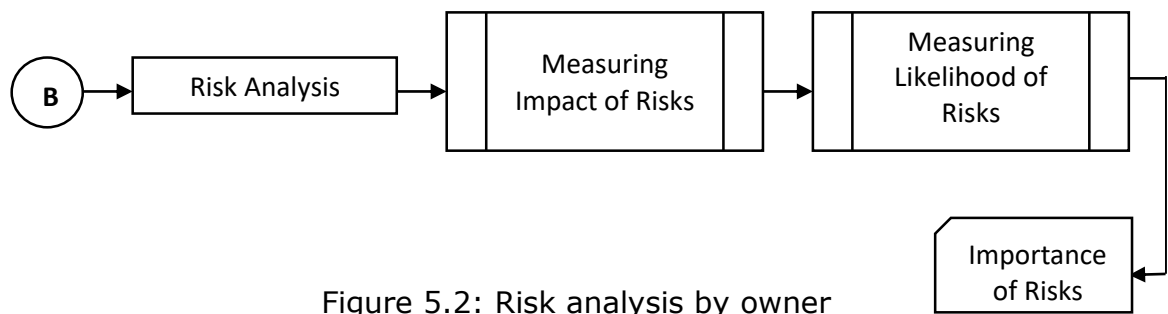 B
Risk Analysis
Measuring
Impact of Risks
Measuring
Likelihood of
Risks
Importance
of Risks
Figure 5.2: Risk analysis by owner